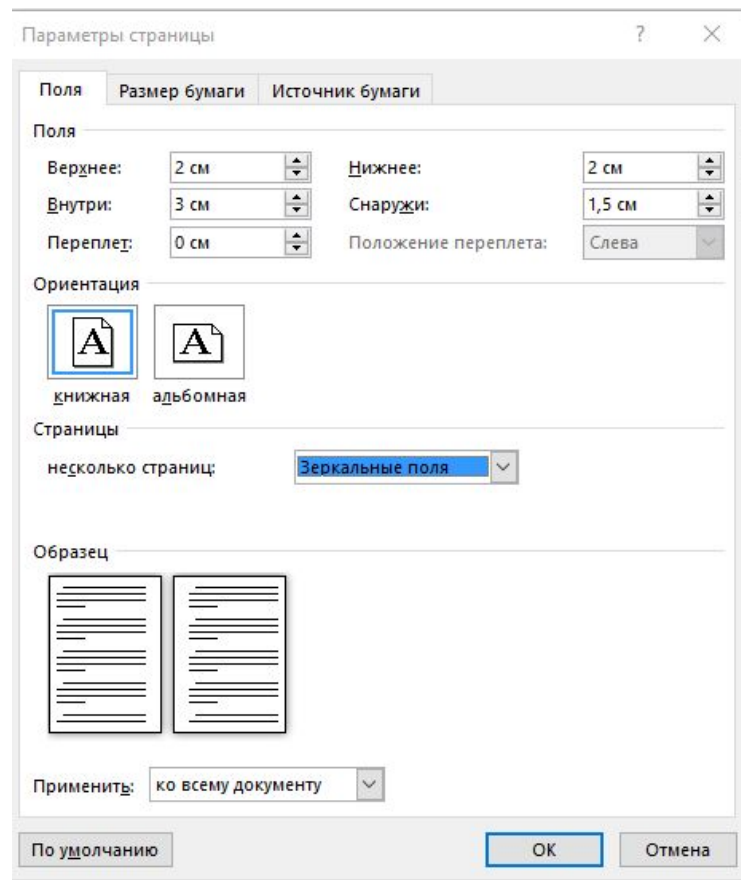 Параметры страницы ? ×
Поля Размер бумаги Источник бумаги
Поля
Верхнее: 2 см Нижнее: 2 см
Внутри: 3 см Снаружи: 1,5 см
Переплет: 0 см Положение переплета: Слева
Ориентация
A A
книжная альбомная
Страницы
несколько страниц: Зеркальные поля
Образец
Применить: ко всему документу
По умолчанию ОК Отмена